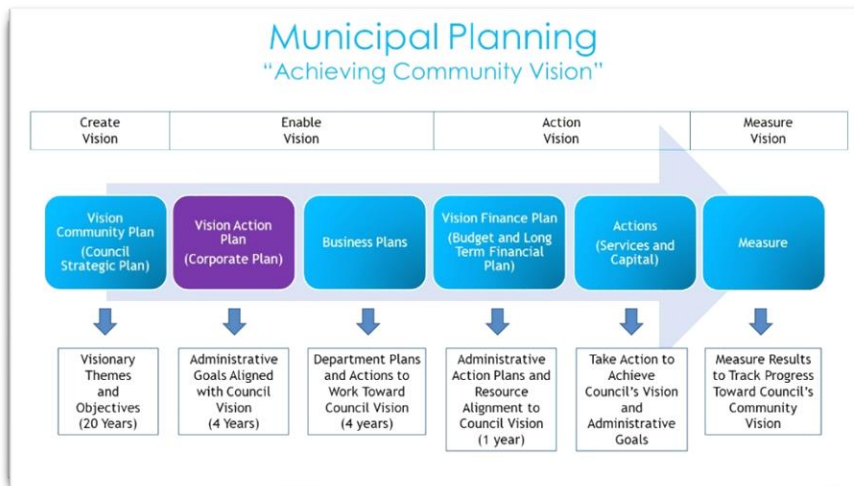 Municipal Planning
“Achieving Community Vision”
Create
Vision
Enable
Vision
Action
Vision
Measure
Vision
Vision
Community Plan
(Council
Strategic Plan)
Vision Action
Plan
(Corporate Plan)
Business Plans
Vision Finance Plan
(Budget and Long
Term Financial
Plan)
Actions
(Services and
Capital)
Measure
Visionary
Themes
and
Objectives
(20 Years)
Administrative
Goals Aligned
with Council
Vision
(4 Years)
Department Plans
and Actions to
Work Toward
Council Vision
(4 years)
Administrative
Action Plans and
Resource
Alignment to
Council Vision
(1 year)
Take Action to
Achieve
Council’s Vision
and
Administrative
Goals
Measure Results
to Track Progress
Toward Council’s
Community
Vision